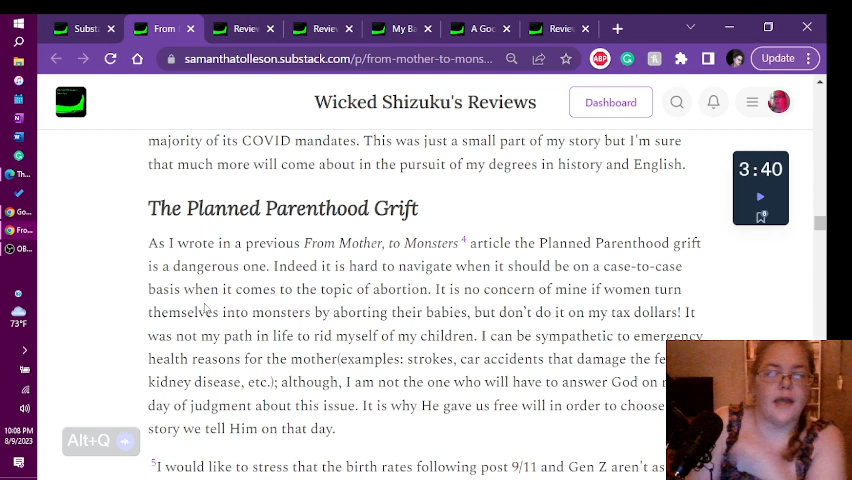 Subst
From
Review
Review
My Ba
A Goo
Review
samanthatolleson.substack.com/p/from-mother-to-mons...
ABP
Update
Wicked Shizuku's Reviews
Dashboard
majority of its COVID mandates. This was just a small part of my story but I'm sure
that much more will come about in the pursuit of my degrees in history and English.
3:40
The Planned Parenthood Grift
As I wrote in a previous From Mother, to Monsters 4 article the Planned Parenthood grift
is a dangerous one. Indeed it is hard to navigate when it should be on a case-to-case
basis when it comes to the topic of abortion. It is no concern of mine if women turn
themselves into monsters by aborting their babies, but don't do it on my tax dollars! It
was not my path in life to rid myself of my children. I can be sympathetic to emergency
health reasons for the mother(examples: strokes, car accidents that damage the fe
kidney disease, etc.); although, I am not the one who will have to answer God on
day of judgment about this issue. It is why He gave us free will in order to choose
story we tell Him on that day.
5I would like to stress that the birth rates following post 9/11 and Gen Z aren't as
Alt+Q
Th...
Go...
Fro...
OB...
73°F
10:08 PM
8/9/2023